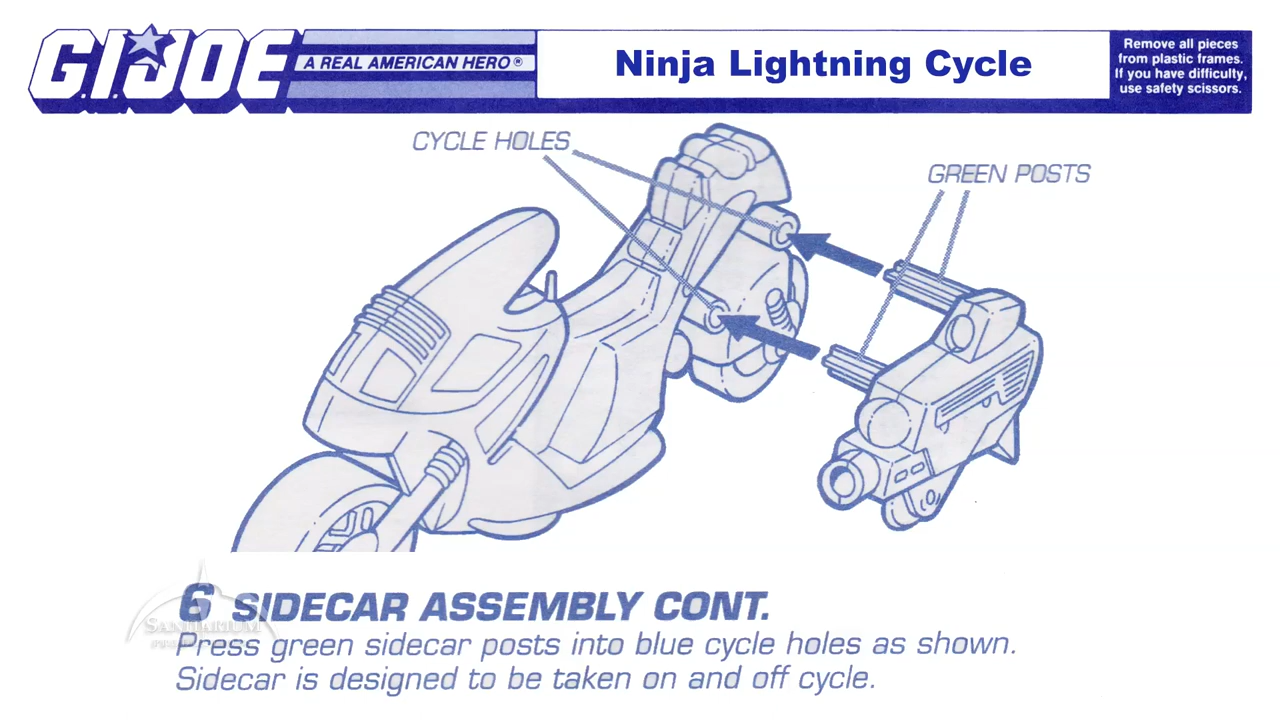 G.I. JOE
A REAL AMERICAN HERO®
Ninja Lightning Cycle
Remove all pieces
from plastic frames.
If you have difficulty,
use safety scissors.
CYCLE HOLES
GREEN POSTS
6 SIDECAR ASSEMBLY CONT.
SANITARIUM
Press green sidecar posts into blue cycle holes as shown.
Sidecar is designed to be taken on and off cycle.